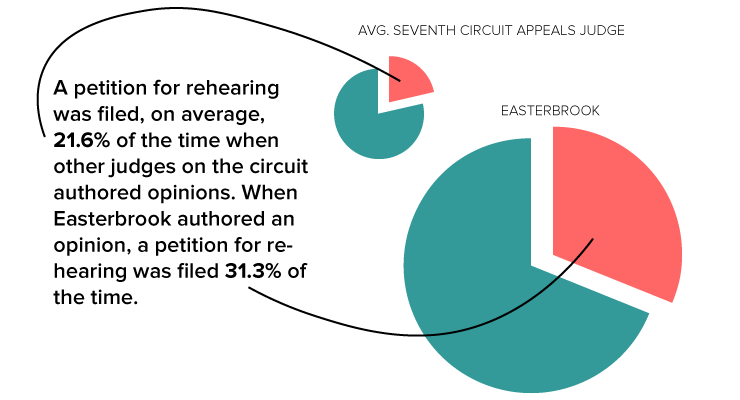 AVG. SEVENTH CIRCUIT APPEALS JUDGE
A petition for rehearing
was filed, on average,
21.6% of the time when
other judges on the circuit
authored opinions. When
Easterbrook authored an
opinion, a petition for re-
hearing was filed 31.3% of
the time.
EASTERBROOK